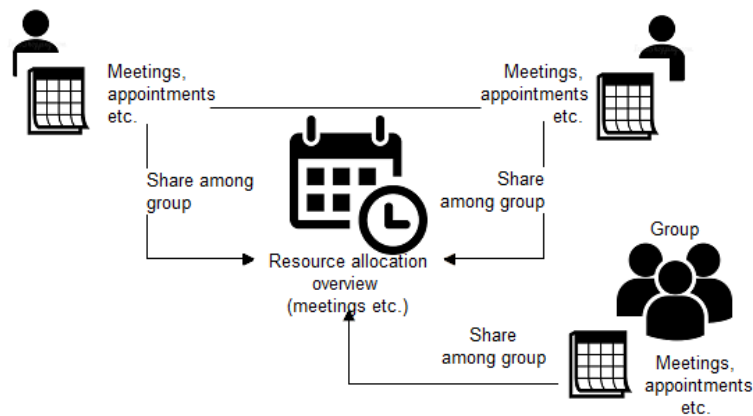 Meetings,
appointments
etc.
Meetings,
appointments
etc.
Share among
group
Share
among group
Resource allocation
overview
(meetings etc.)
Group
Share
among group
Meetings,
appointments
etc.